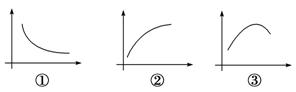 ① ② ③